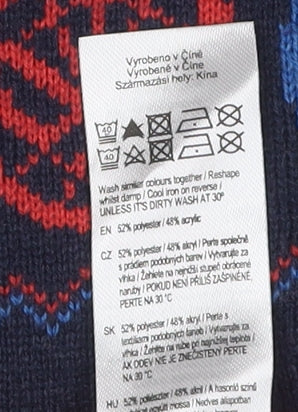 Vyrobeno v Číně
Vyrobené v Číne
Származási hely: Kína
40
40
Wash similar colours together / Reshape
whilst damp / Cool iron on reverse /
UNLESS IT'S DIRTY WASH AT 30°
EN 52% polyester / 48% acrylic
CZ 52% polyester / 48% akryl / Perte společně
s praním podobných barev / Vytvarujte za
vlhka / Žehlete na nejnižší stupeň obrácené
naruby / POKUD NENÍ PŘÍLIŠ ZAŠPINĚNÉ,
PERTE NA 30 °C
SK 52% polyester / 48% akryl / Perte s
podobných farieb / Vytvarujte za
vlhka / Žehlite na rube pri najnižšej teplote /
AK ODEV NIE JE ZNEČISTENÝ PERTE
NA 30 °C
HU 52% poliészter / 48% akril / A hasonló színű
mossa / Nedves állapotban